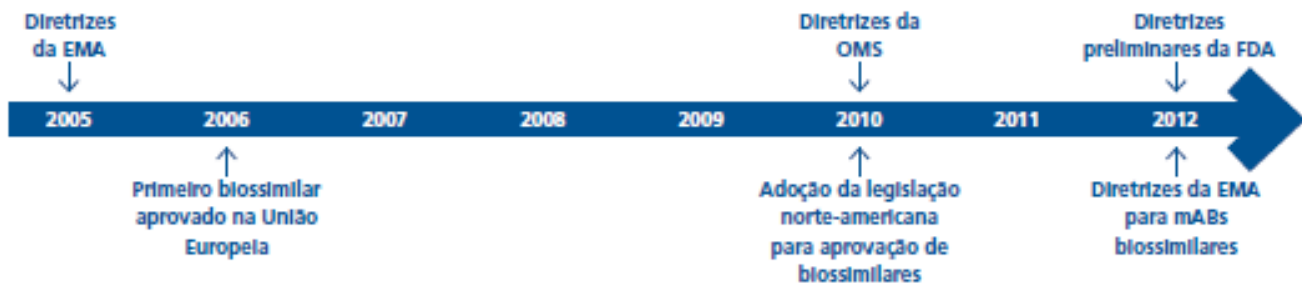 Diretrizes
da EMA
Diretrizes da
OMS
Diretrizes
preliminares da FDA
2005 2006 2007 2008 2009 2010 2011 2012
Primeiro biossimilar
aprovado na União
Europeia
Adoção da legislação
norte-americana
para aprovação de
biossimilares
Diretrizes da EMA
para mABs
biossimilares